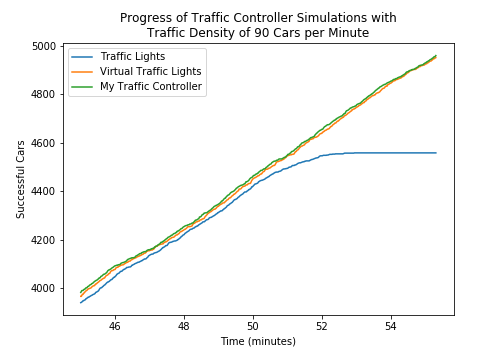 Progress of Traffic Controller Simulations with
Traffic Density of 90 Cars per Minute
Traffic Lights
Virtual Traffic Lights
My Traffic Controller
Successful Cars
5000
4800
4600
4400
4200
4000
46 48 50 52 54
Time (minutes)